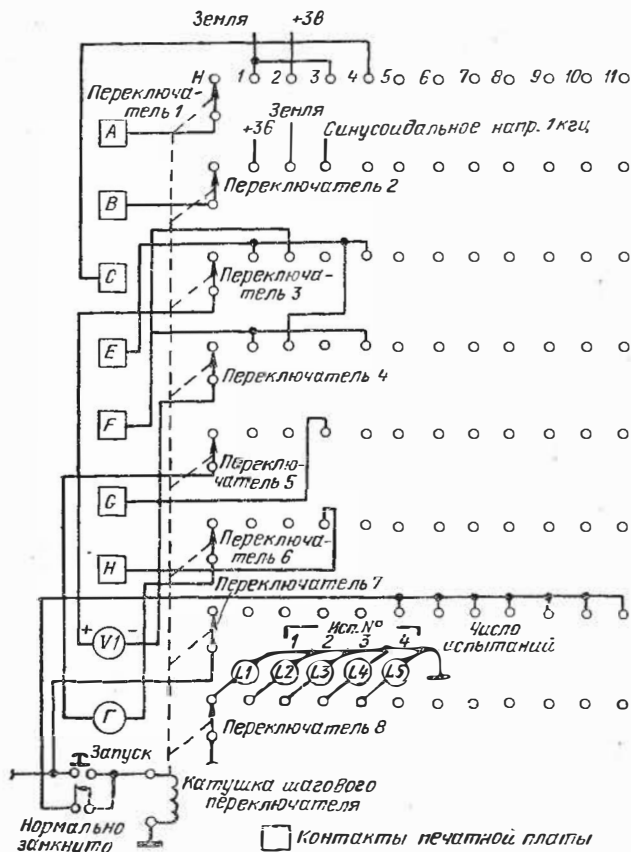 Земля +3В
Н 1 2 3 4 5 6 7 8 9 10 11
Переключа-
тель 1
А
Земля
+3б Синусоидальное напр. 1кгц
В
Переключатель 2
С
Переключа-
тель 3
Е
Переключатель 4
F
Переклю-
чатель 5
G
Переключа-
тель 6
Н
Переключатель 7
+ V1 -
Исп. №
1 2 3 4
Число
испытаний
L1 L2 L3 L4 L5
Г
Переключатель 8
Запуск
Катушка шагового
переключателя
Нормально
замкнуто
Контакты печатной платы